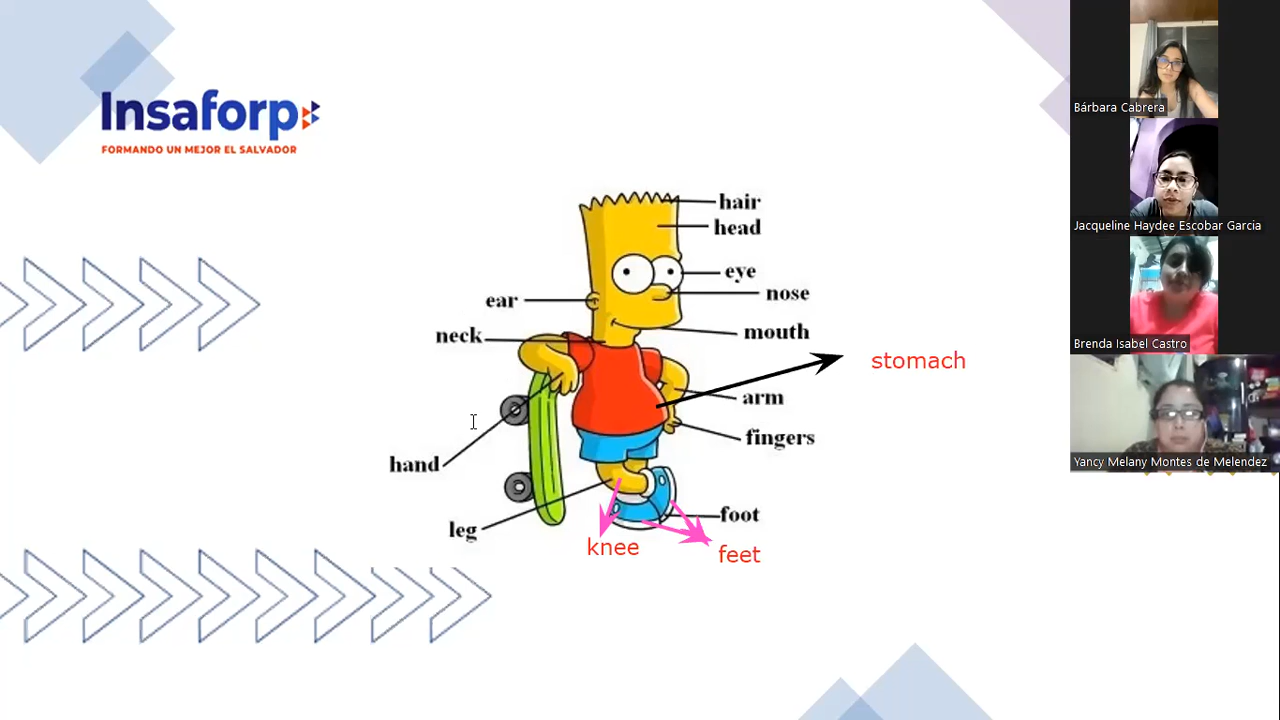 Insaforp
FORMANDO UN MEJOR EL SALVADOR
hair
head
eye
ear
nose
neck
mouth
stomach
arm
fingers
hand
foot
leg
knee
feet
Bárbara Cabrera
Jacqueline Haydee Escobar Garcia
Brenda Isabel Castro
Yancy Melany Montes de Melendez